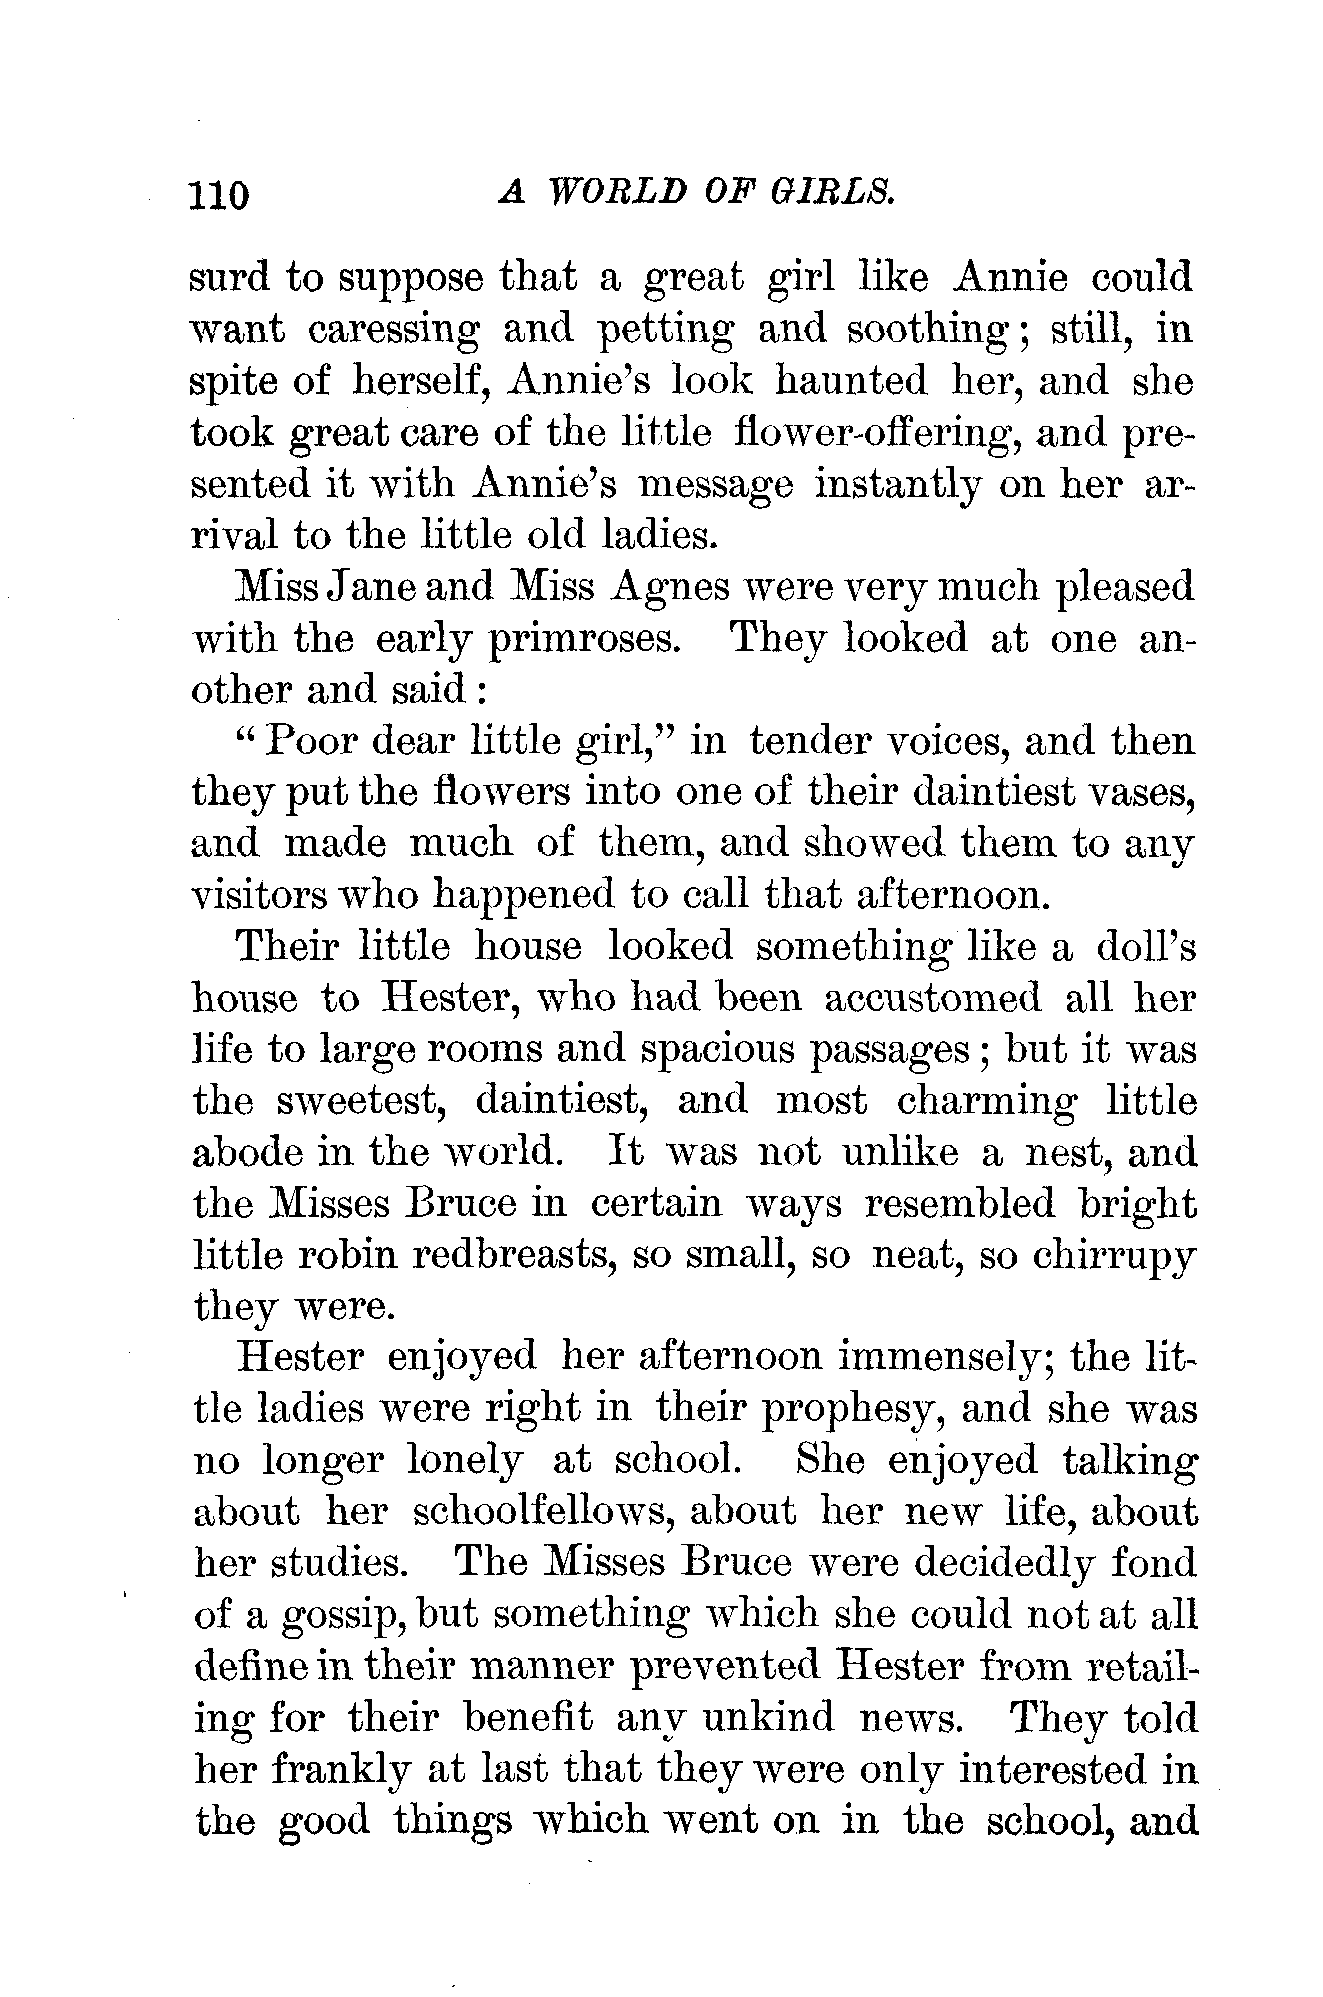 110 A WORLD OF GIRLS.
surd to suppose that a great girl like Annie could
want caressing and petting and soothing; still, in
spite of herself, Annie's look haunted her, and she
took great care of the little flower-offering, and pre-
sented it with Annie's message instantly on her ar-
rival to the little old ladies.
Miss Jane and Miss Agnes were very much pleased
with the early primroses. They looked at one an-
other and said:
"Poor dear little girl," in tender voices, and then
they put the flowers into one of their daintiest vases,
and made much of them, and showed them to any
visitors who happened to call that afternoon.
Their little house looked something like a doll's
house to Hester, who had been accustomed all her
life to large rooms and spacious passages; but it was
the sweetest, daintiest, and most charming little
abode in the world. It was not unlike a nest, and
the Misses Bruce in certain ways resembled bright
little robin redbreasts, so small, so neat, so chirrupy
they were.
Hester enjoyed her afternoon immensely; the lit-
tle ladies were right in their prophesy, and she was
no longer lonely at school. She enjoyed talking
about her schoolfellows, about her new life, about
her studies. The Misses Bruce were decidedly fond
of a gossip, but something which she could not at all
define in their manner prevented Hester from retail-
ing for their benefit any unkind news. They told
her frankly at last that they were only interested in
the good things which went on in the school, and